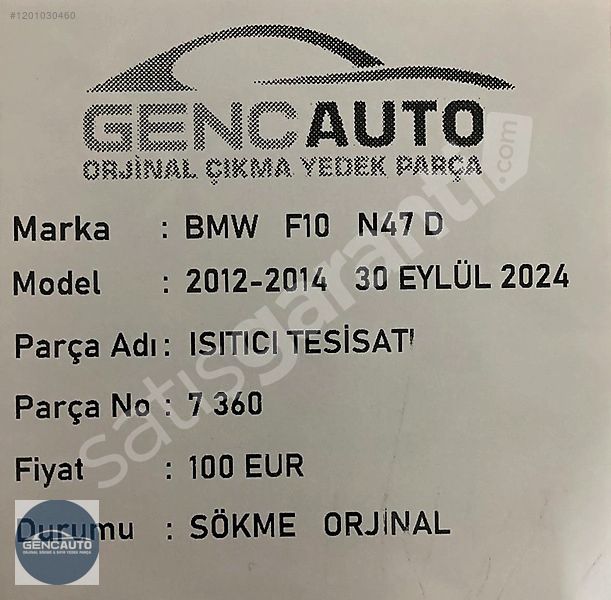 #1201030460
GENCAUTO
ORJİNAL ÇIKMA YEDEK PARÇA
Marka : BMW F10 N47 D
Model : 2012-2014 30 EYLÜL 2024
Parça Adı : ISITICI TESİSATI
Parça No : 7 360
Fiyat : 100 EUR
Durumu : SÖKME ORJİNAL
satışgaranti.com
GENCAUTO